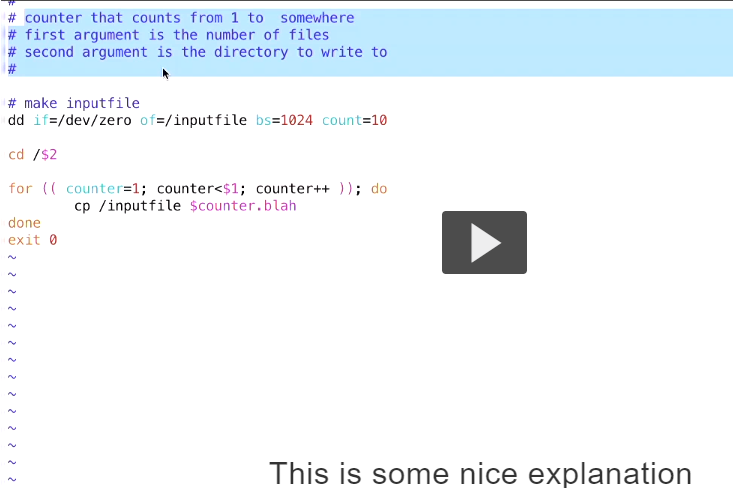 #
# counter that counts from 1 to  somewhere
# first argument is the number of files
# second argument is the directory to write to
#
# make inputfile
dd if=/dev/zero of=/inputfile bs=1024 count=10
cd /$2
for (( counter=1; counter<$1; counter++ )); do
        cp /inputfile $counter.blah
done
exit 0
~
~
~
~
~
~
~
~
~
~
~
~
~
~
This is some nice explanation